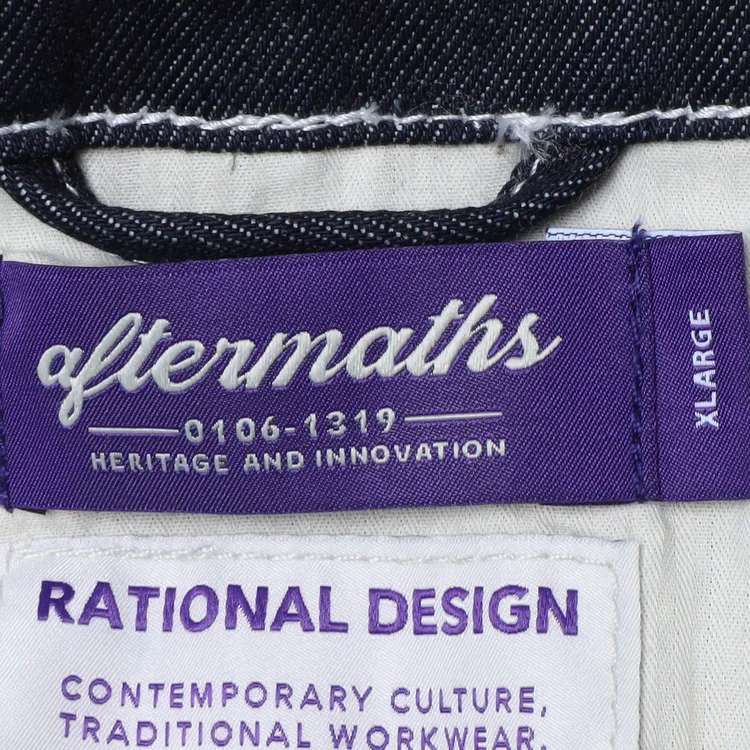 aftermaths
0106-1319
HERITAGE AND INNOVATION
XLARGE
RATIONAL DESIGN
CONTEMPORARY CULTURE,
TRADITIONAL WORKWEAR.